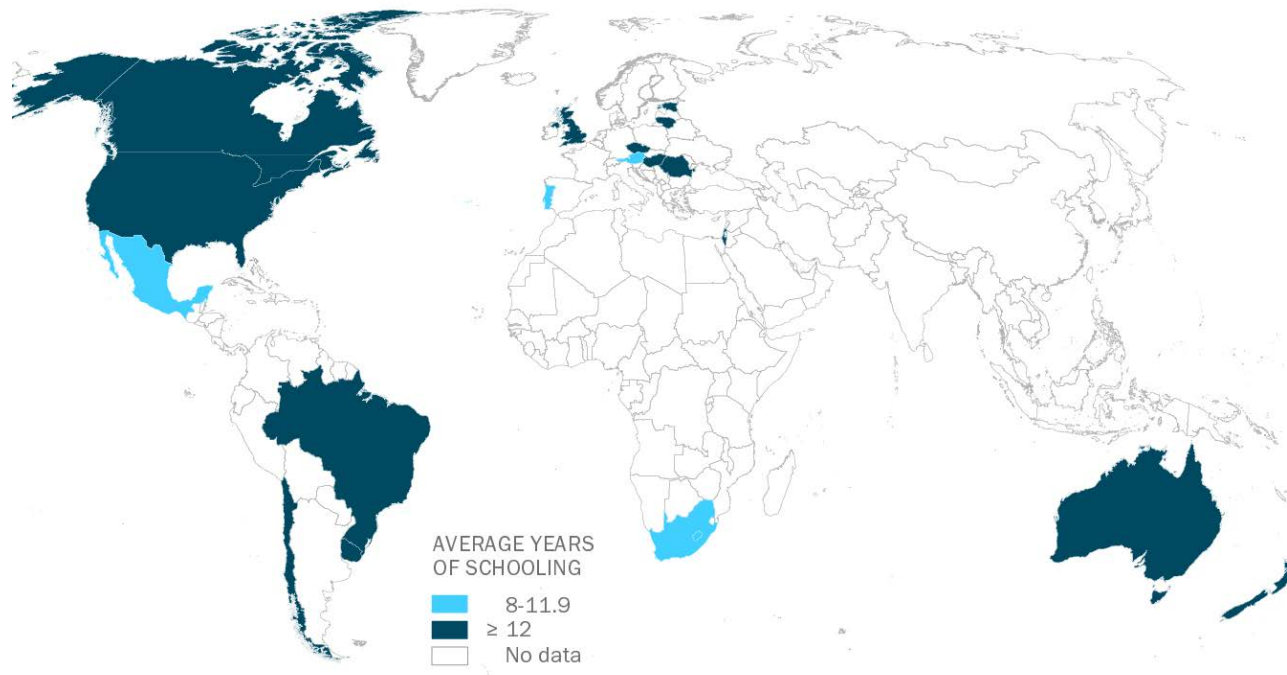 AVERAGE YEARS
OF SCHOOLING
8-11.9
≥ 12
No data